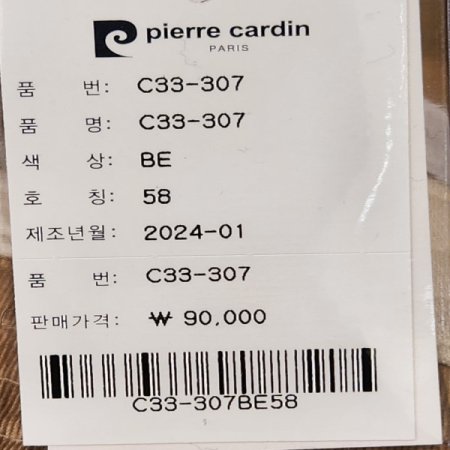 pierre cardin
PARIS
품 번: C33-307
품 명: C33-307
색 상: BE
호 칭: 58
제조년월: 2024-01
품 번: C33-307
판매가격: ₩ 90,000
C33-307BE58